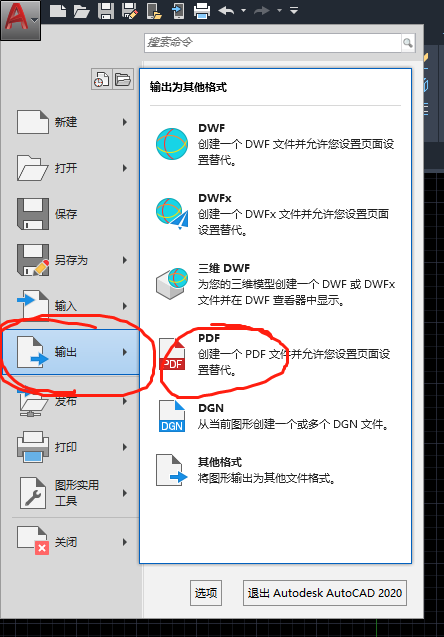 搜索命令
新建
打开
保存
另存为
输入
输出
发布
打印
图形实用
工具
关闭
输出为其他格式
DWF
创建一个 DWF 文件并允许您设置页面设
置替代。
DWFx
创建一个 DWFx 文件并允许您设置页面
设置替代。
三维 DWF
为您的三维模型创建一个 DWF 或 DWFx
文件并在 DWF 查看器中显示。
PDF
PDF
创建一个 PDF 文件并允许您设置页面设
置替代。
DGN
DGN
从当前图形创建一个或多个 DGN 文件。
其他格式
将图形输出为其他文件格式。
选项
退出 Autodesk AutoCAD 2020